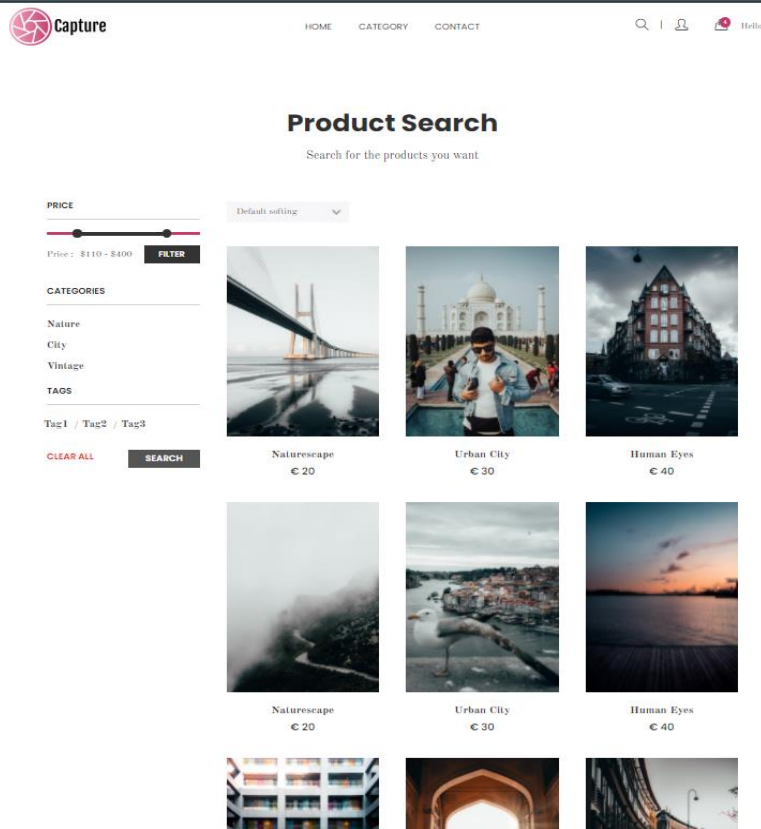 Capture
HOME CATEGORY CONTACT
4
Hello
Product Search
Search for the products you want
PRICE
Price : $110 - $400
FILTER
CATEGORIES
Nature
City
Vintage
TAGS
Tag1 / Tag2 / Tag3
CLEAR ALL
SEARCH
Default softing
Naturescape
€ 20
Urban City
€ 30
Human Eyes
€ 40
Naturescape
€ 20
Urban City
€ 30
Human Eyes
€ 40